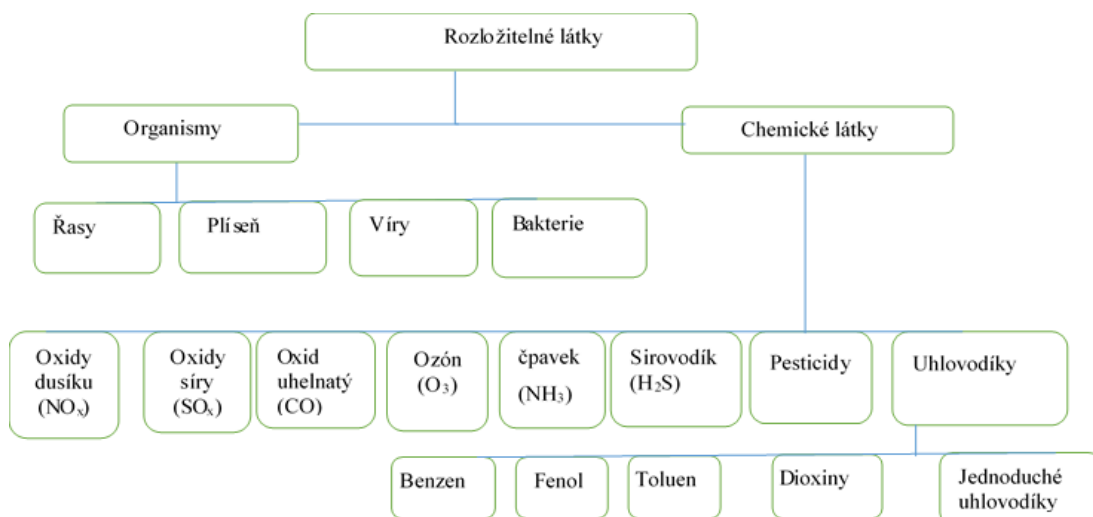 Rozložitelné látky
Organismy
Chemické látky
Řasy
Plíseň
Víry
Bakterie
Oxidy
dusíku
(NOₓ)
Oxidy
síry
(SOₓ)
Oxid
uhelnatý
(CO)
Ozón
(O₃)
čpavek
(NH₃)
Sirovodík
(H₂S)
Pesticidy
Uhlovodíky
Benzen
Fenol
Toluen
Dioxiny
Jednoduché
uhlovodíky